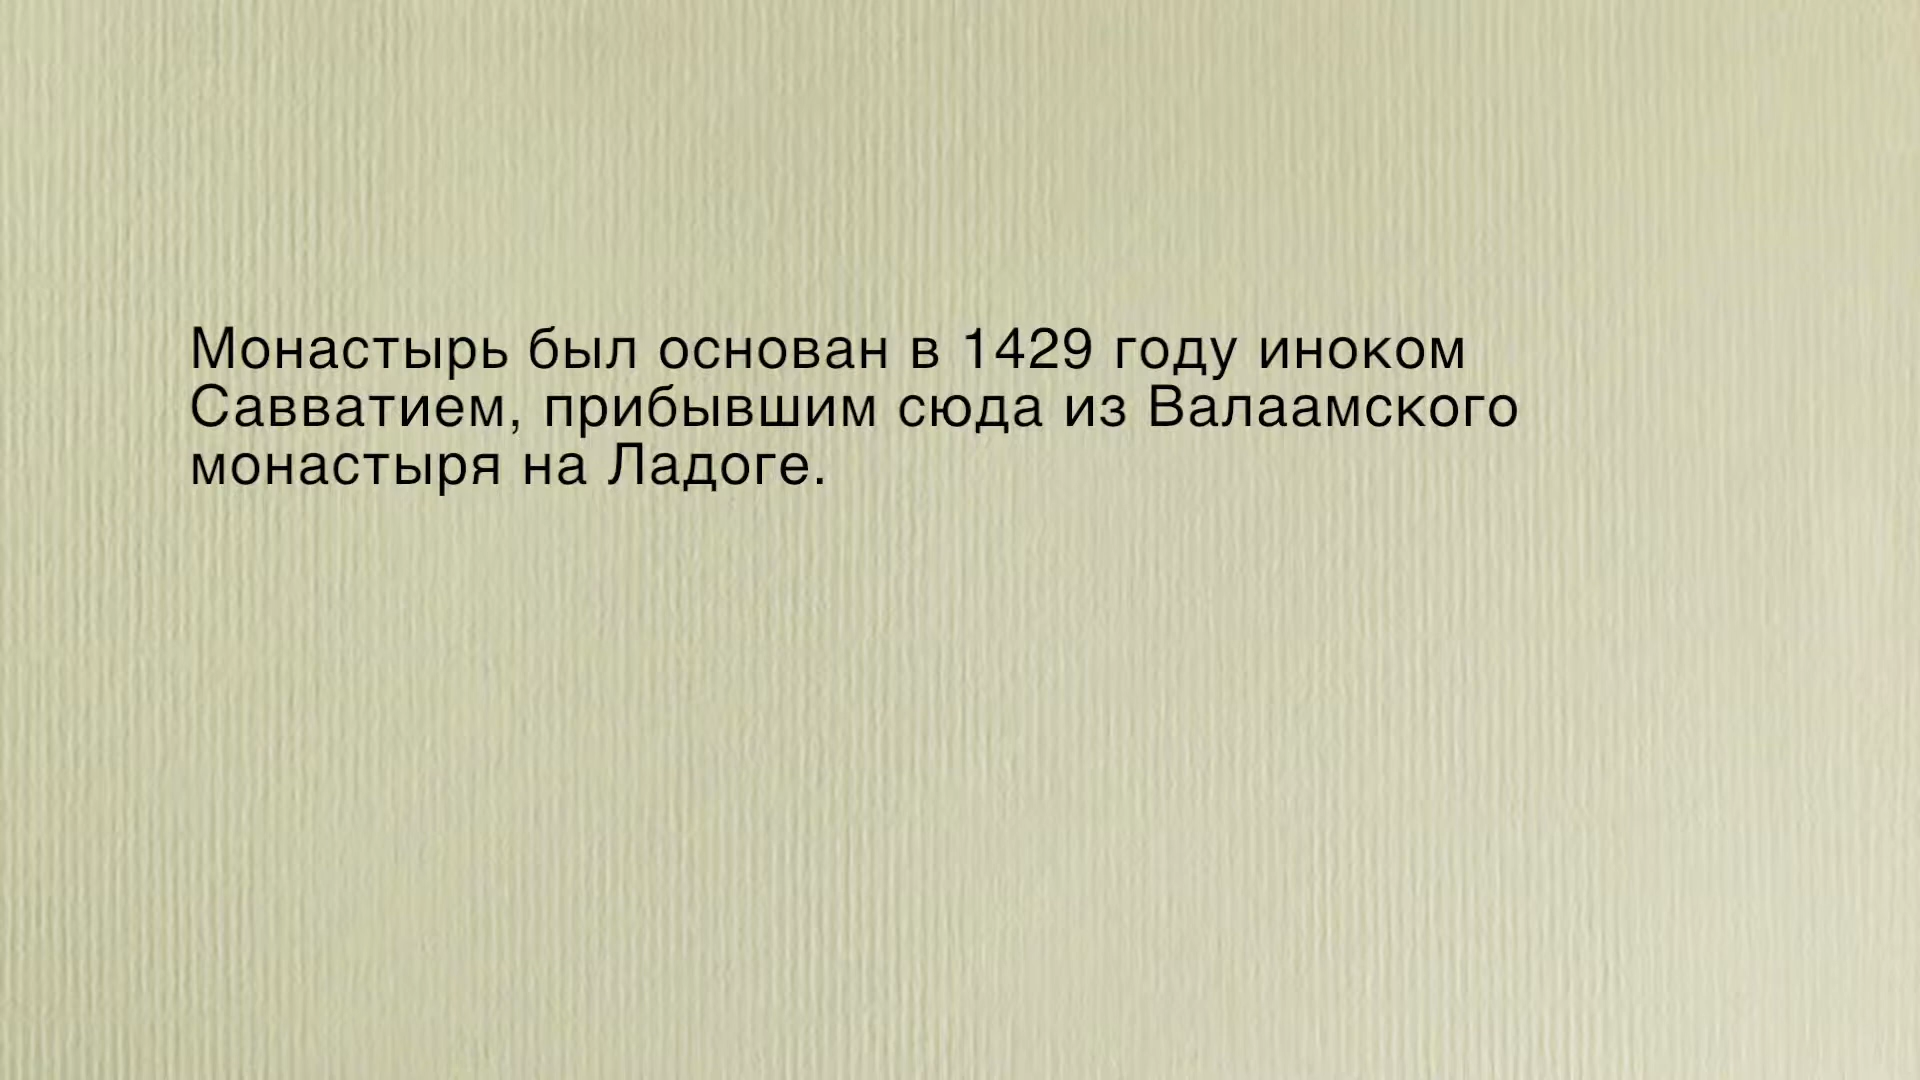 Монастырь был основан в 1429 году иноком
Савватием, прибывшим сюда из Валаамского
монастыря на Ладоге.